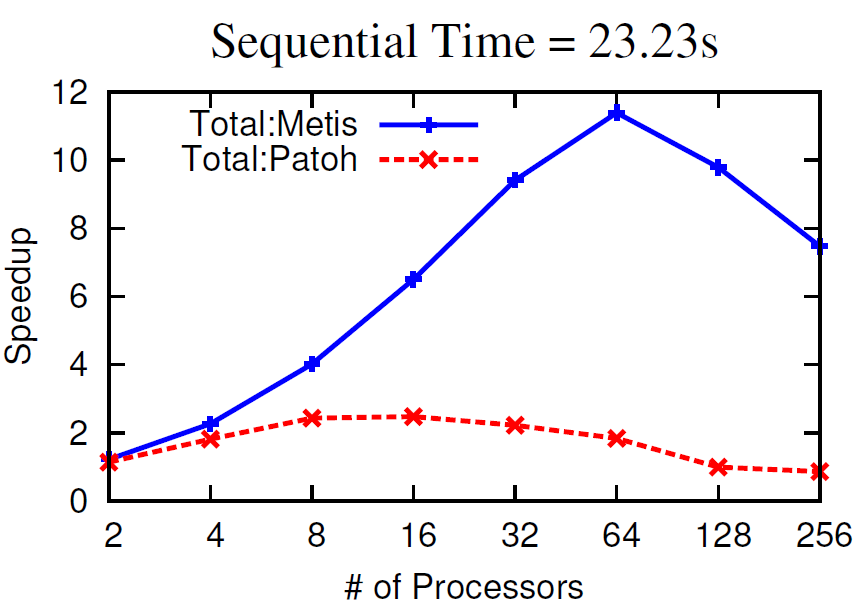 Sequential Time = 23.23s
12
10
8
6
4
2
0
Speedup
Total:Metis
Total:Patoh
2 4 8 16 32 64 128 256
# of Processors